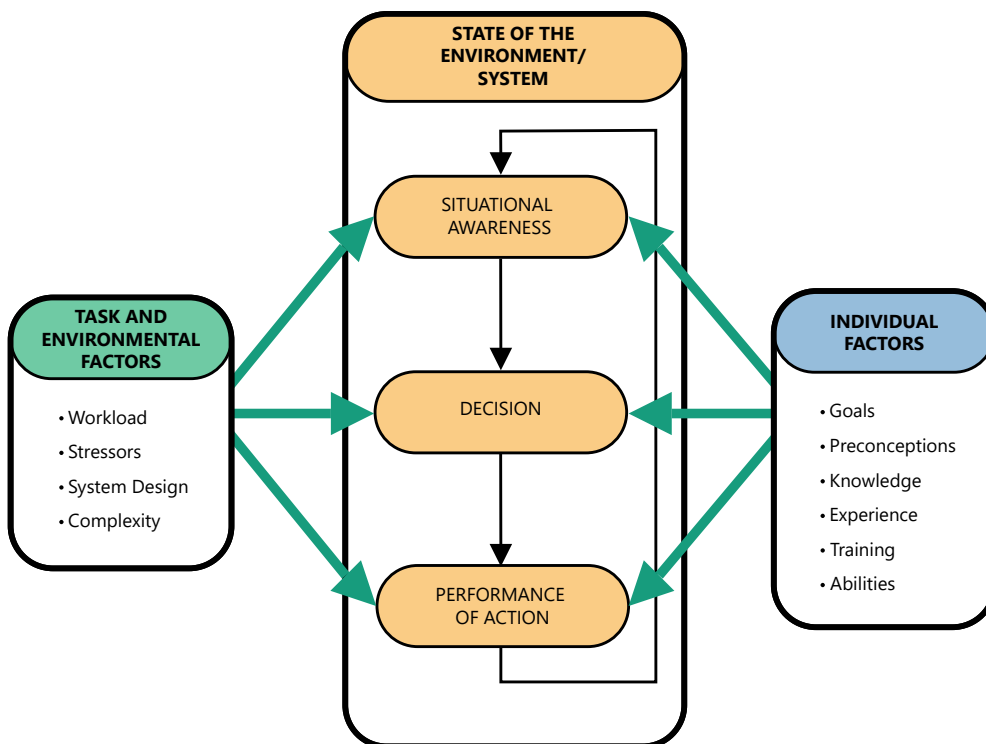 STATE OF THE
ENVIRONMENT/
SYSTEM
SITUATIONAL
AWARENESS
DECISION
PERFORMANCE
OF ACTION
TASK AND
ENVIRONMENTAL
FACTORS
• Workload
• Stressors
• System Design
• Complexity
INDIVIDUAL
FACTORS
• Goals
• Preconceptions
• Knowledge
• Experience
• Training
• Abilities